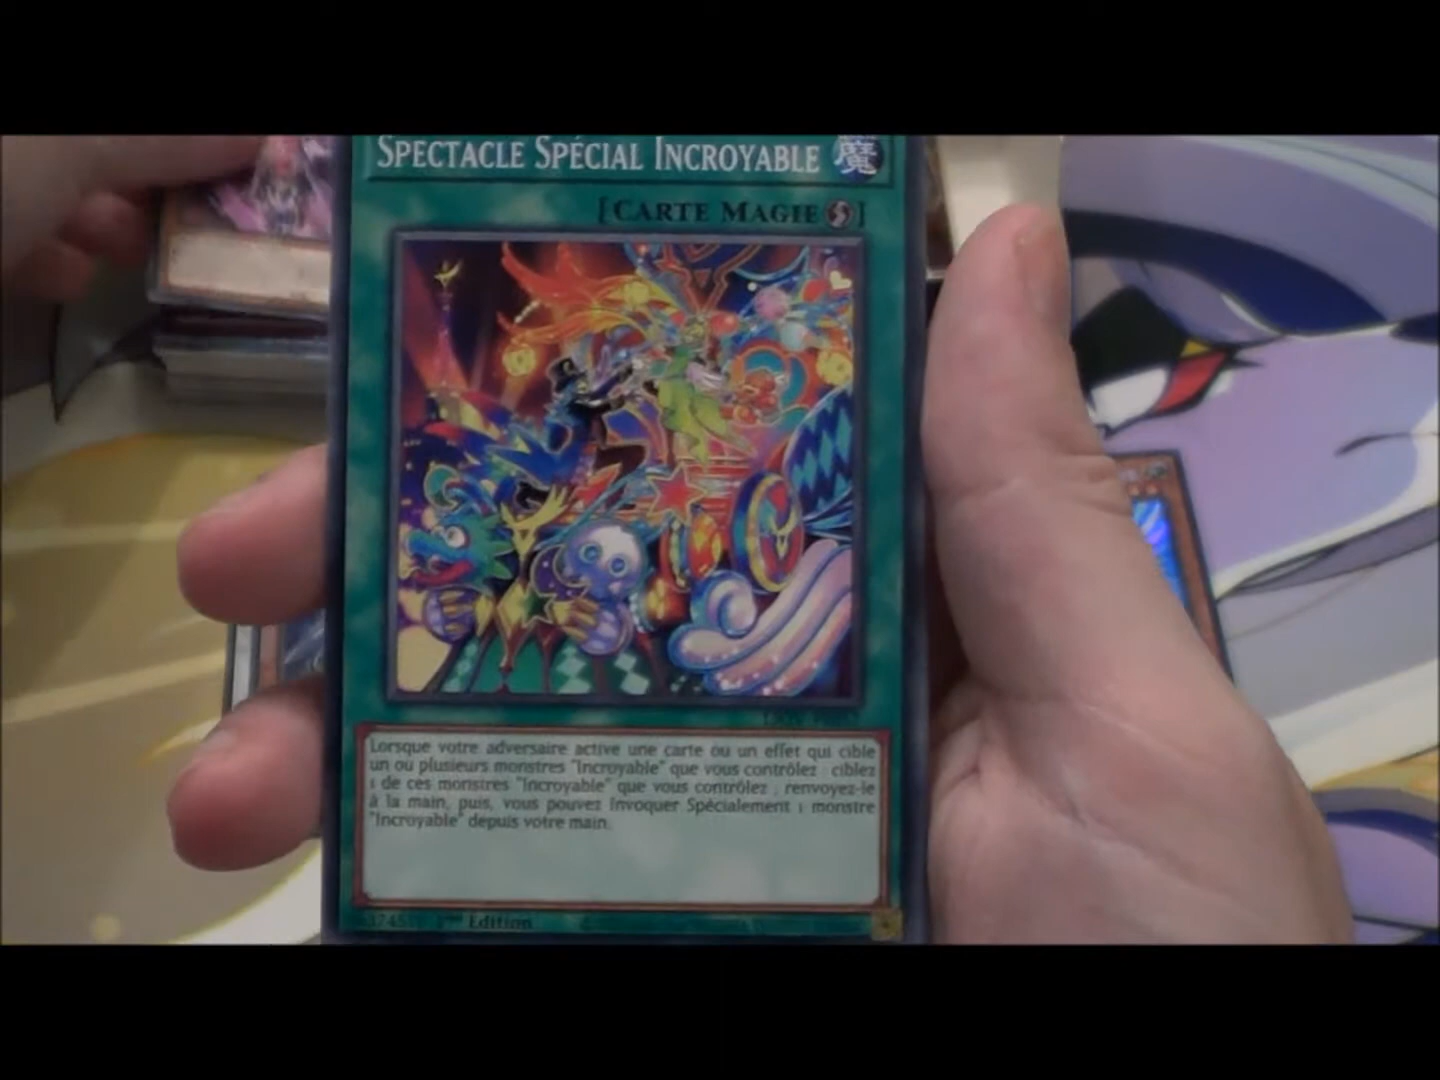 SPECTACLE SPÉCIAL INCROYABLE 魔
[CARTE MAGIE]
Lorsque votre adversaire active une carte ou un effet qui cible
un ou plusieurs monstres "Incroyable" que vous contrôlez : ciblez
1 de ces monstres "Incroyable" que vous contrôlez ; renvoyez-le
à la main, puis, vous pouvez Invoquer Spécialement 1 monstre
"Incroyable" depuis votre main.
Edition